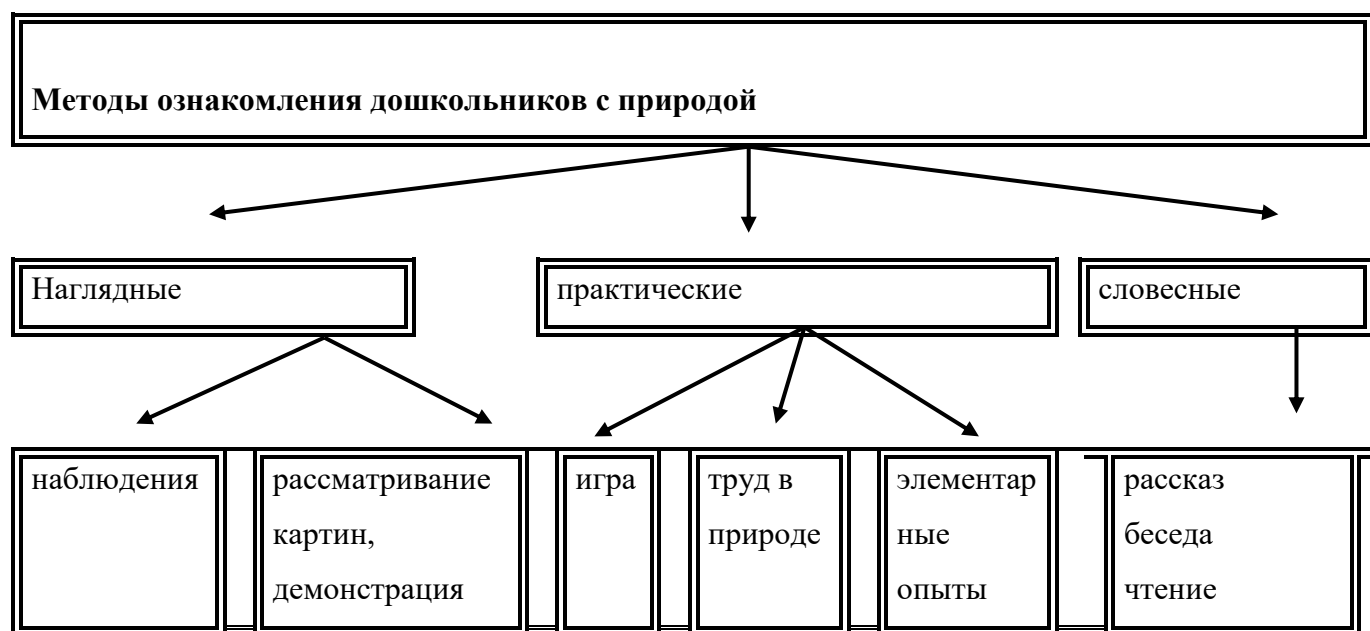 Методы ознакомления дошкольников с природой
Наглядные
практические
словесные
наблюдения
рассматривание
картин,
демонстрация
игра
труд в
природе
элементар
ные
опыты
рассказ
беседа
чтение